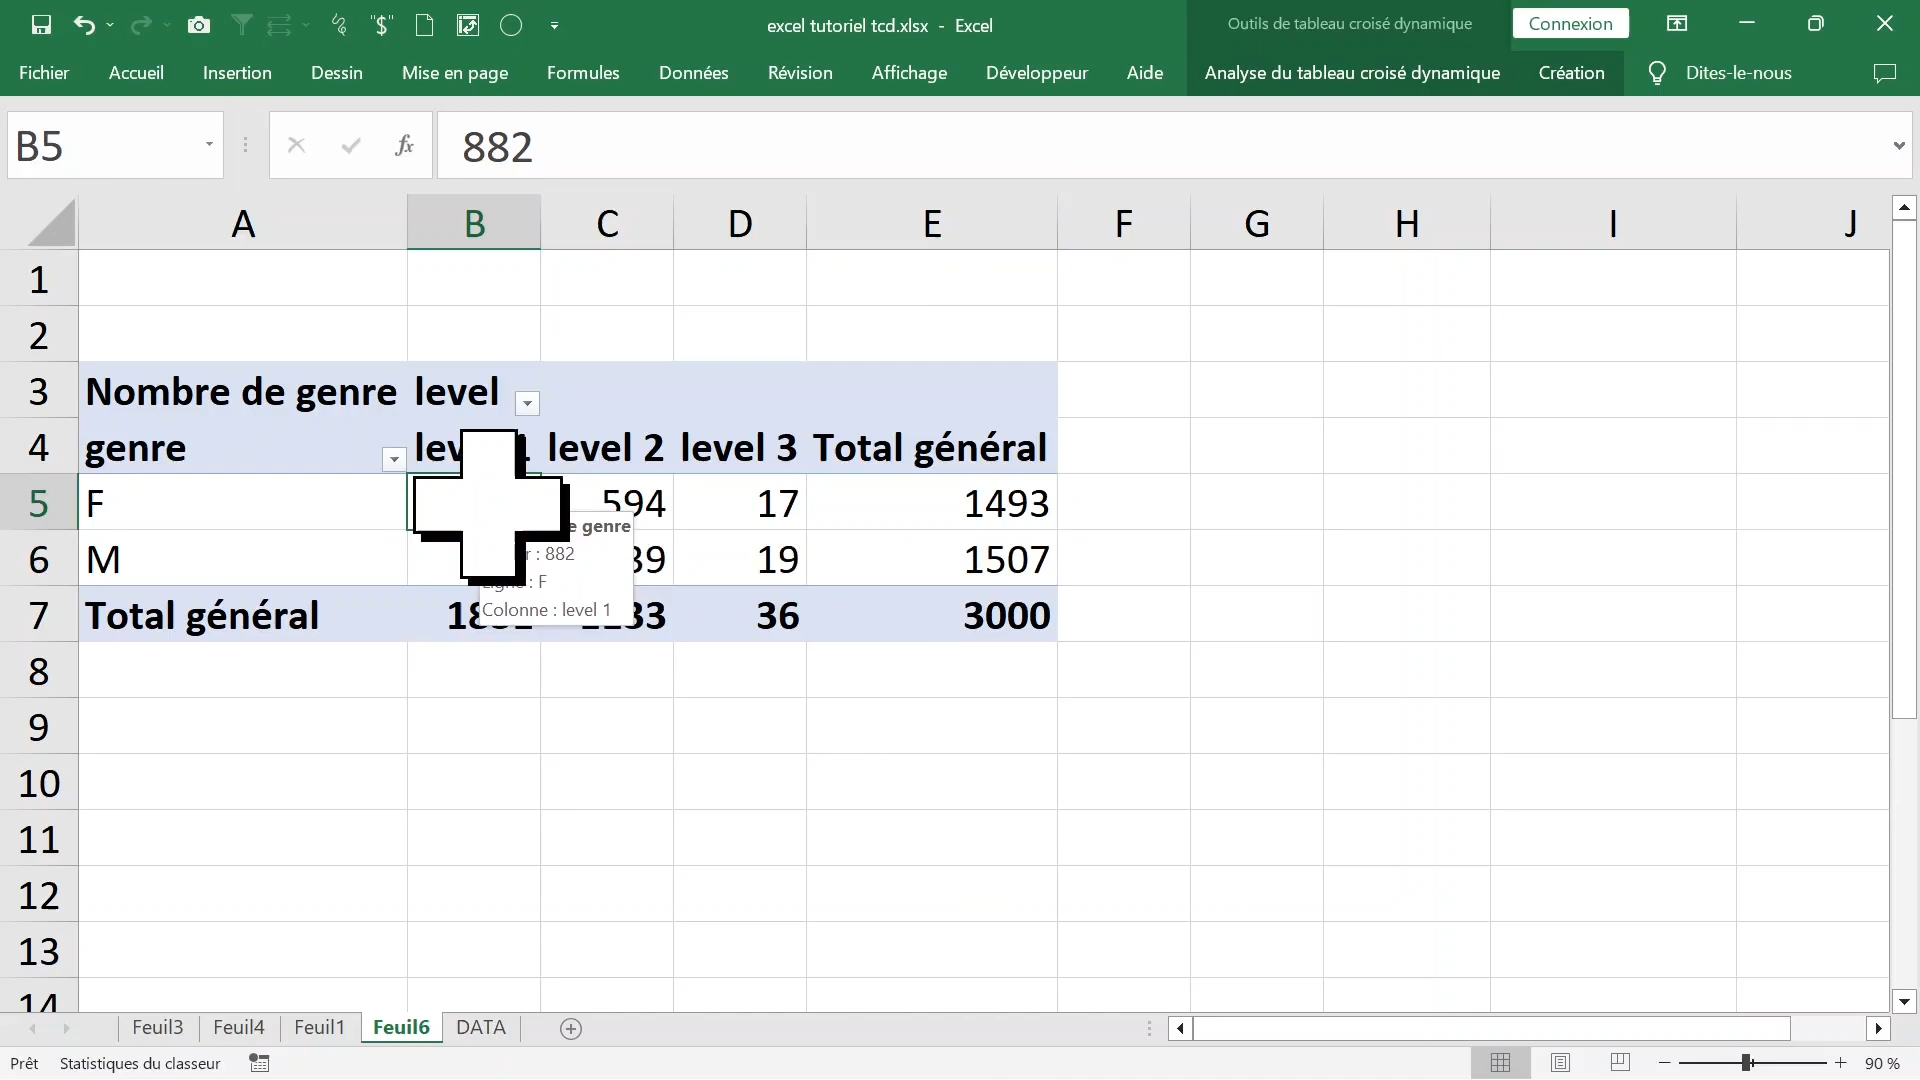 "$"
excel tutoriel tcd.xlsx - Excel
Outils de tableau croisé dynamique
Connexion
Fichier Accueil Insertion Dessin Mise en page Formules Données Révision Affichage Développeur Aide Analyse du tableau croisé dynamique Création Dites-le-nous
B5 fx 882
A B C D E F G H I J
1
2
3 Nombre de genre level
4 genre level 2 level 3 Total général
5 F 594 17 1493
e genre
: 882
6 M 19 1507
: F
Colonne : level 1
7 Total général 36 3000
8
9
10
11
12
13
14
Feuil3 Feuil4 Feuil1 Feuil6 DATA
Prêt Statistiques du classeur 90 %